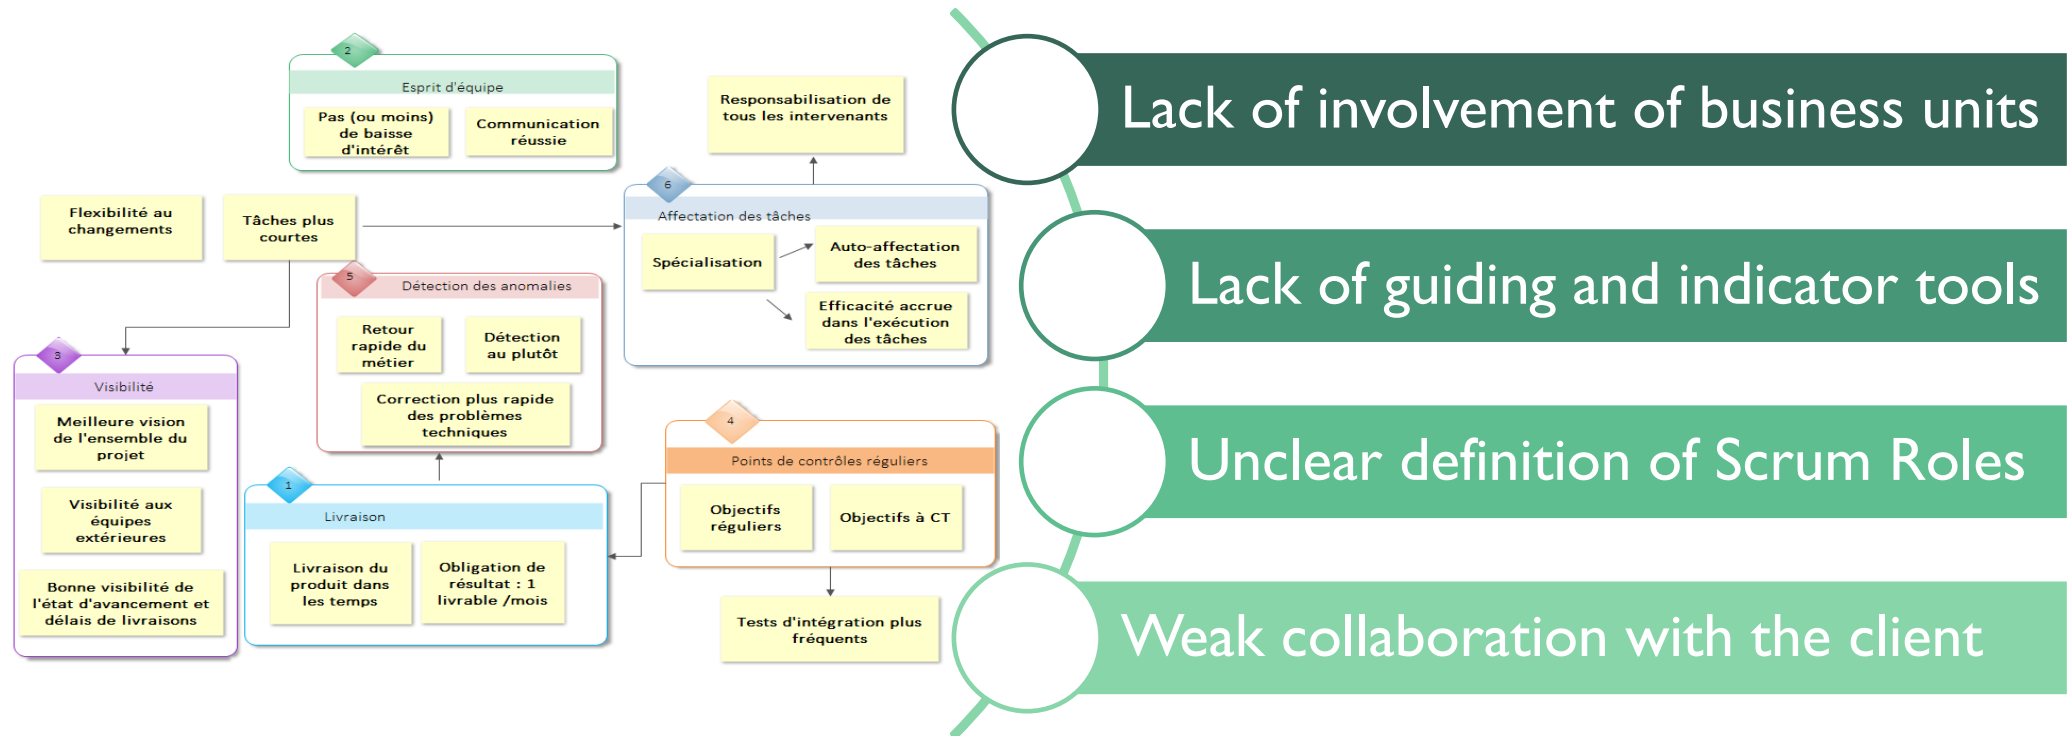 2
Esprit d'équipe
Pas (ou moins)
de baisse
d'intérêt
Communication
réussie
Responsabilisation de
tous les intervenants
Flexibilité au
changements
Tâches plus
courtes
6
Affectation des tâches
Spécialisation
Auto-affectation
des tâches
Efficacité accrue
dans l'exécution
des tâches
5
Détection des anomalies
Retour
rapide du
métier
Détection
au plutôt
Correction plus rapide
des problèmes
techniques
3
Visibilité
Meilleure vision
de l'ensemble du
projet
Visibilité aux
équipes
extérieures
Bonne visibilité de
l'état d'avancement et
délais de livraisons
1
Livraison
Livraison du
produit dans
les temps
Obligation de
résultat : 1
livrable /mois
4
Points de contrôles réguliers
Objectifs
réguliers
Objectifs à CT
Tests d'intégration plus
fréquents
Lack of involvement of business units
Lack of guiding and indicator tools
Unclear definition of Scrum Roles
Weak collaboration with the client